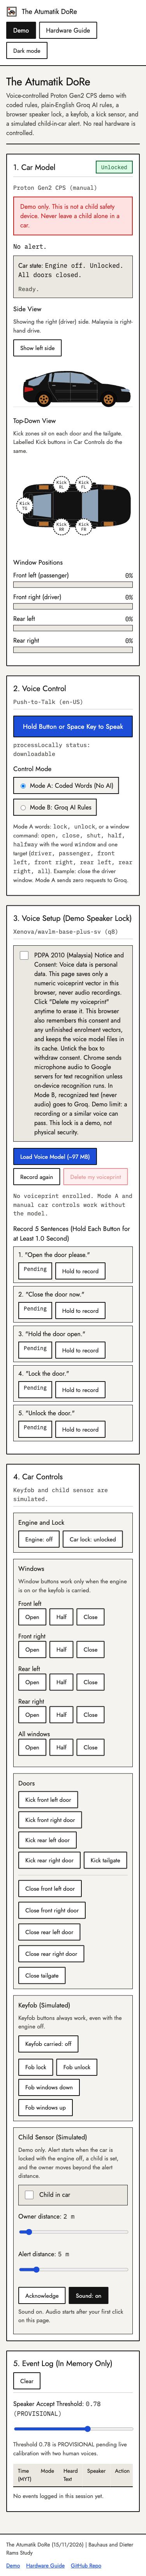 The Atumatik DoRe
Demo
Hardware Guide
Dark mode
The Atumatik DoRe
Voice-controlled Proton Gen2 CPS demo with
coded rules, plain-English Groq AI rules, a
browser speaker lock, a keyfob, a kick sensor, and
a simulated child-in-car alert. No real hardware is
controlled.
1. Car Model
Unlocked
Proton Gen2 CPS (manual)
Demo only. This is not a child safety
device. Never leave a child alone in a
car.
No alert.
Car state: Engine off. Unlocked.
All doors closed.
Ready.
Side View
Showing the right (driver) side. Malaysia is right-
hand drive.
Show left side
Top-Down View
Kick zones sit on each door and the tailgate.
Labelled Kick buttons in Car Controls do the
same.
Kick RL
Kick FL
Kick TG
Kick RR
Kick FR
Window Positions
Front left (passenger) 0%
Front right (driver) 0%
Rear left 0%
Rear right 0%
2. Voice Control
Push-to-Talk (en-US)
Hold Button or Space Key to Speak
processLocally status:
downloadable
Control Mode
Mode A: Coded Words (No AI)
Mode B: Groq AI Rules
Mode A words: lock, unlock, or a window
command: open, close, shut, half,
halfway with the word window and one
target (driver, passenger, front
left, front right, rear left, rear
right, all). Example: close the driver
window. Mode A sends zero requests to Groq.
3. Voice Setup (Demo Speaker Lock)
Xenova/wavlm-base-plus-sv (q8)
PDPA 2010 (Malaysia) Notice and
Consent: Voice is personal
data. This page saves only a
numeric voiceprint in this
browser, never audio recordings.
Click "Delete my voiceprint"
anytime to erase it. This browser
also remembers this consent and
any unfinished enrolment vectors,
and keeps the voice model files
in its cache. Untick the box to
withdraw consent. Chrome sends
microphone audio to Google
servers for text recognition unless
on-device recognition runs. In
Mode B, recognized text (never
audio) goes to Groq. Demo limit: a
recording or a similar voice can
pass. This lock is a demo, not
physical security.
Load Voice Model (~97 MB)
Record again
Delete my voiceprint
No voiceprint enrolled. Mode A and
manual car controls work without
the model.
Record 5 Sentences (Hold Each Button for
at Least 1.0 Second)
1. "Open the door please."
Pending
Hold to record
2. "Close the door now."
Pending
Hold to record
3. "Hold the door open."
Pending
Hold to record
4. "Lock the door."
Pending
Hold to record
5. "Unlock the door."
Pending
Hold to record
4. Car Controls
Keyfob and child sensor are
simulated.
Engine and Lock
Engine: off
Car lock: unlocked
Windows
Window buttons work only when the engine
is on or the keyfob is carried.
Front left
Open Half Close
Front right
Open Half Close
Rear left
Open Half Close
Rear right
Open Half Close
All windows
Open Half Close
Doors
Kick front left door
Kick front right door
Kick rear left door
Kick rear right door
Kick tailgate
Close front left door
Close front right door
Close rear left door
Close rear right door
Close tailgate
Keyfob (Simulated)
Keyfob buttons always work, even with the
engine off.
Keyfob carried: off
Fob lock
Fob unlock
Fob windows down
Fob windows up
Child Sensor (Simulated)
Demo only. Alert starts when the car is
locked with the engine off, a child is set,
and the owner moves beyond the alert
distance.
Child in car
Owner distance: 2 m
Alert distance: 5 m
Acknowledge
Sound: on
Sound on. Audio starts after your first click
on this page.
5. Event Log (In Memory Only)
Clear
Speaker Accept Threshold: 0.78
(PROVISIONAL)
Threshold 0.78 is PROVISIONAL pending live
calibration with two human voices.
Time (MYT) Mode Heard Text Speaker Action
No events logged in this session yet.
The Atumatik DoRe (15/11/2026) | Bauhaus and Dieter
Rams Study
Demo Hardware Guide GitHub Repo